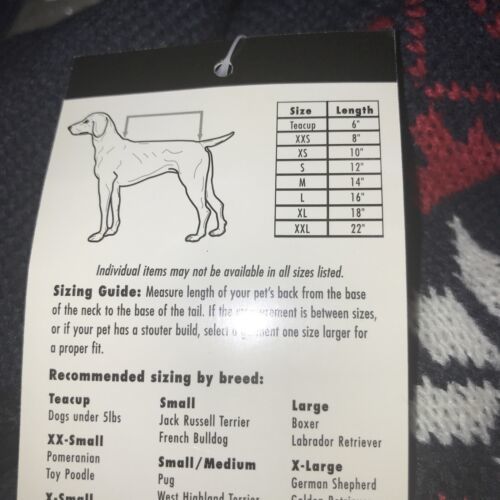 Size Length
Teacup 6"
XXS 8"
XS 10"
S 12"
M 14"
L 16"
XL 18"
XXL 22"
Individual items may not be available in all sizes listed.
Sizing Guide: Measure length of your pet's back from the base
of the neck to the base of the tail. If the measurement is between sizes,
or if your pet has a stouter build, select a garment one size larger for
a proper fit.
Recommended sizing by breed:
Teacup
Dogs under 5lbs
XX-Small
Pomeranian
Toy Poodle
X-Small
Small
Jack Russell Terrier
French Bulldog
Small/Medium
Pug
West Highland Terrier
Large
Boxer
Labrador Retriever
X-Large
German Shepherd
Golden Retriever